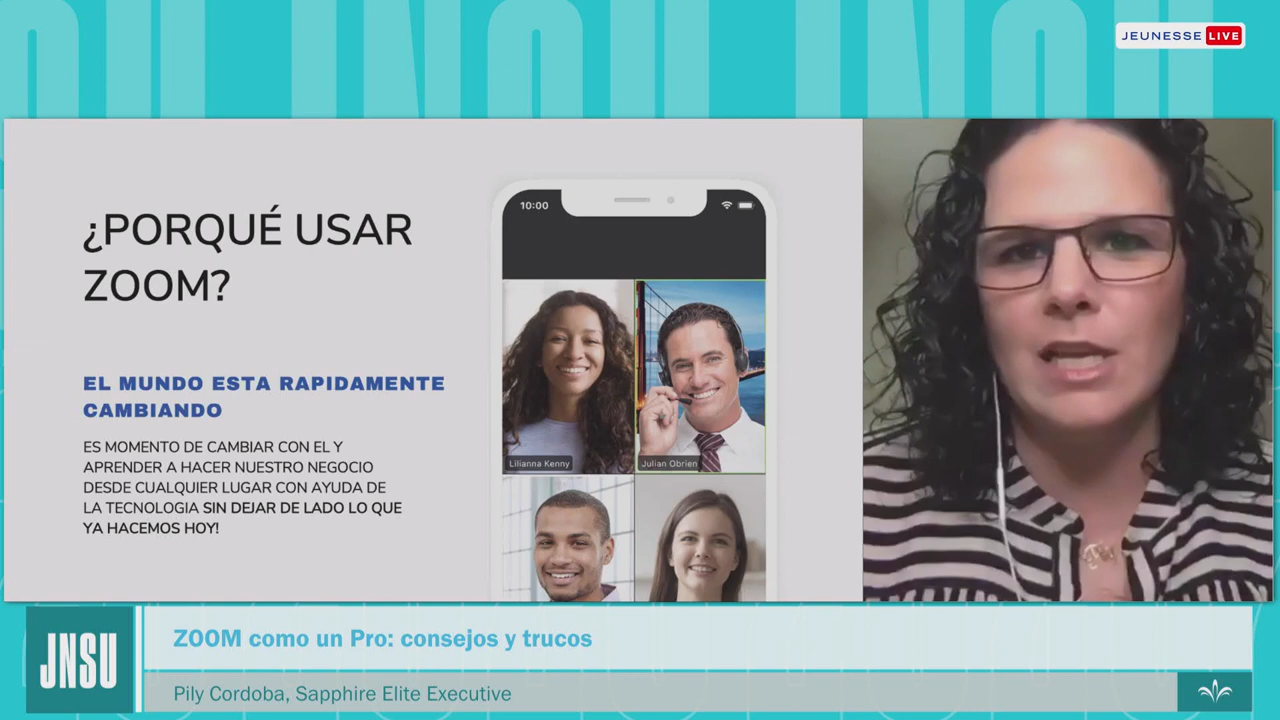 JEUNESSE LIVE
¿PORQUÉ USAR
ZOOM?
EL MUNDO ESTA RAPIDAMENTE
CAMBIANDO
ES MOMENTO DE CAMBIAR CON EL Y
APRENDER A HACER NUESTRO NEGOCIO
DESDE CUALQUIER LUGAR CON AYUDA DE
LA TECNOLOGIA SIN DEJAR DE LADO LO QUE
YA HACEMOS HOY!
10:00
Lilianna Kenny
Julian Obrien
JNSU
ZOOM como un Pro: consejos y trucos
Pily Cordoba, Sapphire Elite Executive